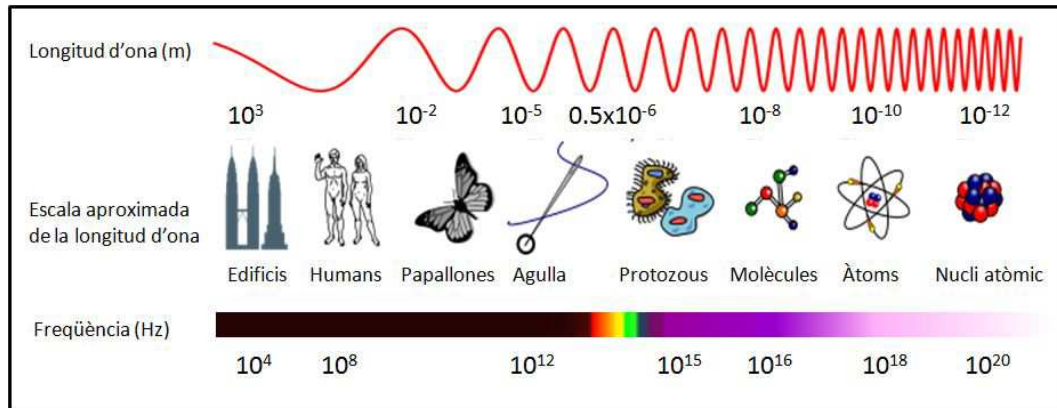 Longitud d'ona (m)
10³ 10⁻² 10⁻⁵ 0.5x10⁻⁶ 10⁻⁸ 10⁻¹⁰ 10⁻¹²
Escala aproximada
de la longitud d'ona
Edificis Humans Papallones Agulla Protozous Molècules Àtoms Nucli atòmic
Freqüència (Hz)
10⁴ 10⁸ 10¹² 10¹⁵ 10¹⁶ 10¹⁸ 10²⁰